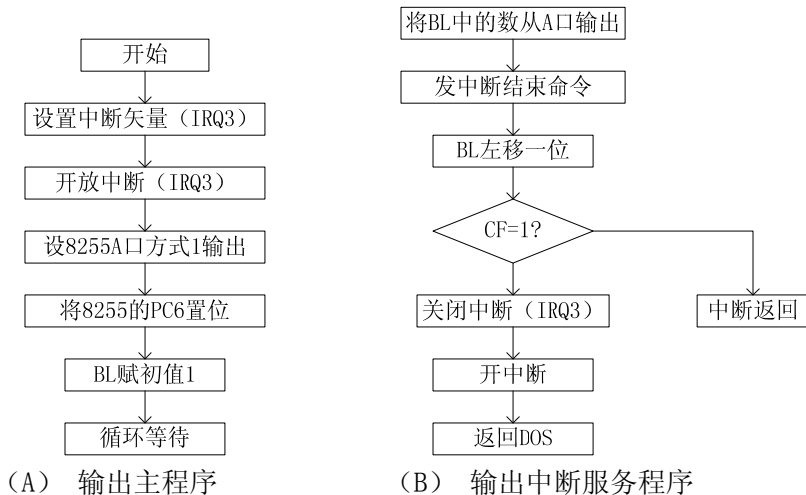 开始
设置中断矢量（IRQ3）
开放中断（IRQ3）
设8255A口方式1输出
将8255的PC6置位
BL赋初值1
循环等待
（A） 输出主程序
将BL中的数从A口输出
发中断结束命令
BL左移一位
CF=1?
关闭中断（IRQ3）
中断返回
开中断
返回DOS
（B） 输出中断服务程序